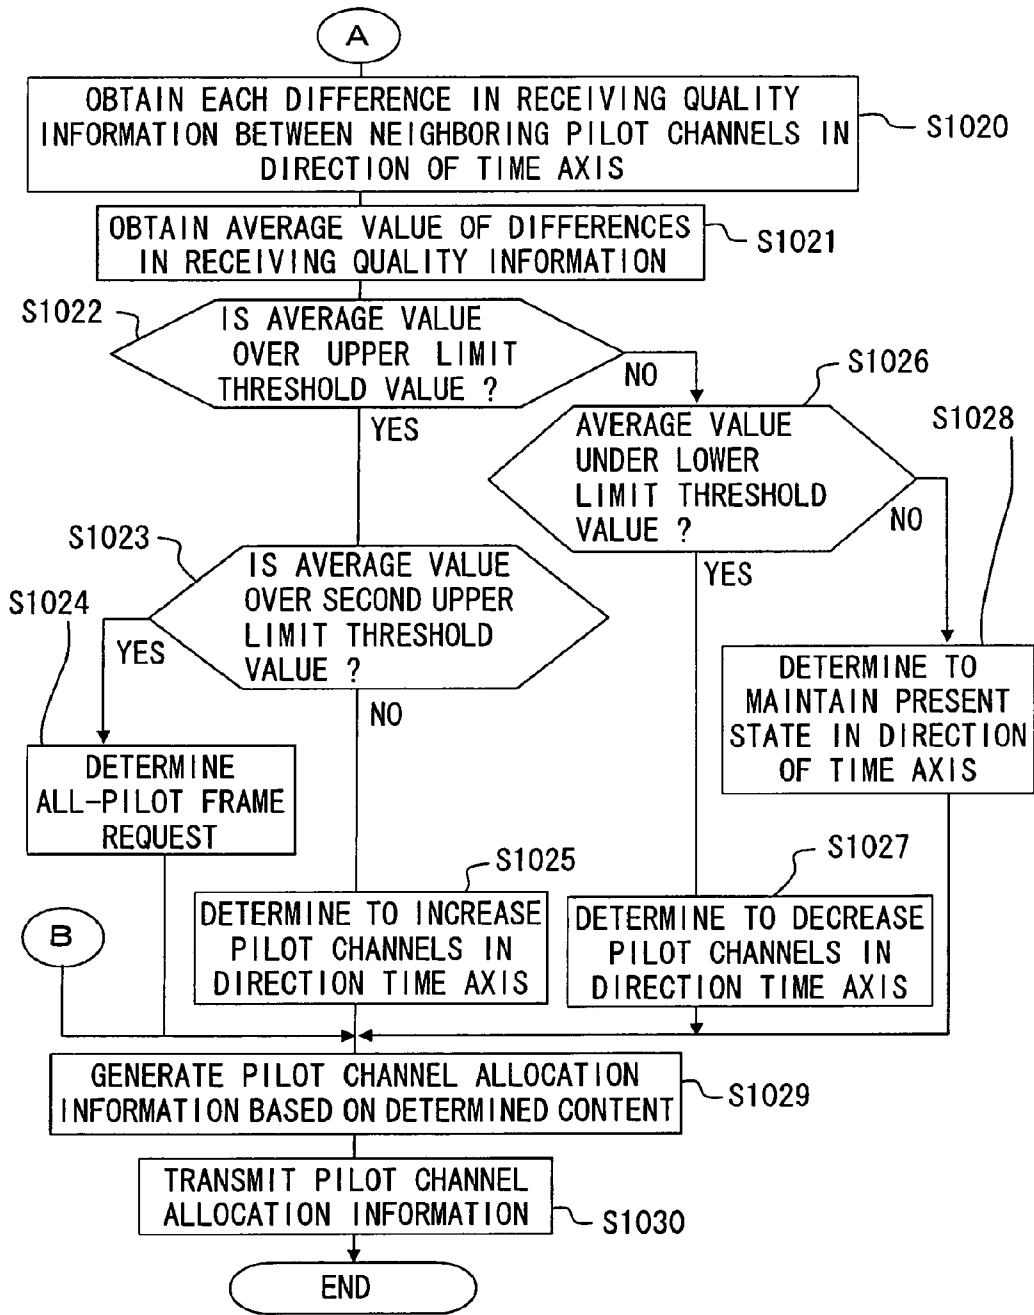 A
OBTAIN EACH DIFFERENCE IN RECEIVING QUALITY
INFORMATION BETWEEN NEIGHBORING PILOT CHANNELS IN
DIRECTION OF TIME AXIS
S1020
OBTAIN AVERAGE VALUE OF DIFFERENCES
IN RECEIVING QUALITY INFORMATION
S1021
S1022
IS AVERAGE VALUE
OVER UPPER LIMIT
THRESHOLD VALUE ?
NO
YES
S1026
AVERAGE VALUE
UNDER LOWER
LIMIT THRESHOLD
VALUE ?
NO
YES
S1028
S1023
IS AVERAGE VALUE
OVER SECOND UPPER
LIMIT THRESHOLD
VALUE ?
YES
NO
S1024
DETERMINE
ALL-PILOT FRAME
REQUEST
DETERMINE TO
MAINTAIN PRESENT
STATE IN DIRECTION
OF TIME AXIS
S1025
DETERMINE TO INCREASE
PILOT CHANNELS IN
DIRECTION TIME AXIS
S1027
DETERMINE TO DECREASE
PILOT CHANNELS IN
DIRECTION TIME AXIS
B
GENERATE PILOT CHANNEL ALLOCATION
INFORMATION BASED ON DETERMINED CONTENT
S1029
TRANSMIT PILOT CHANNEL
ALLOCATION INFORMATION
S1030
END